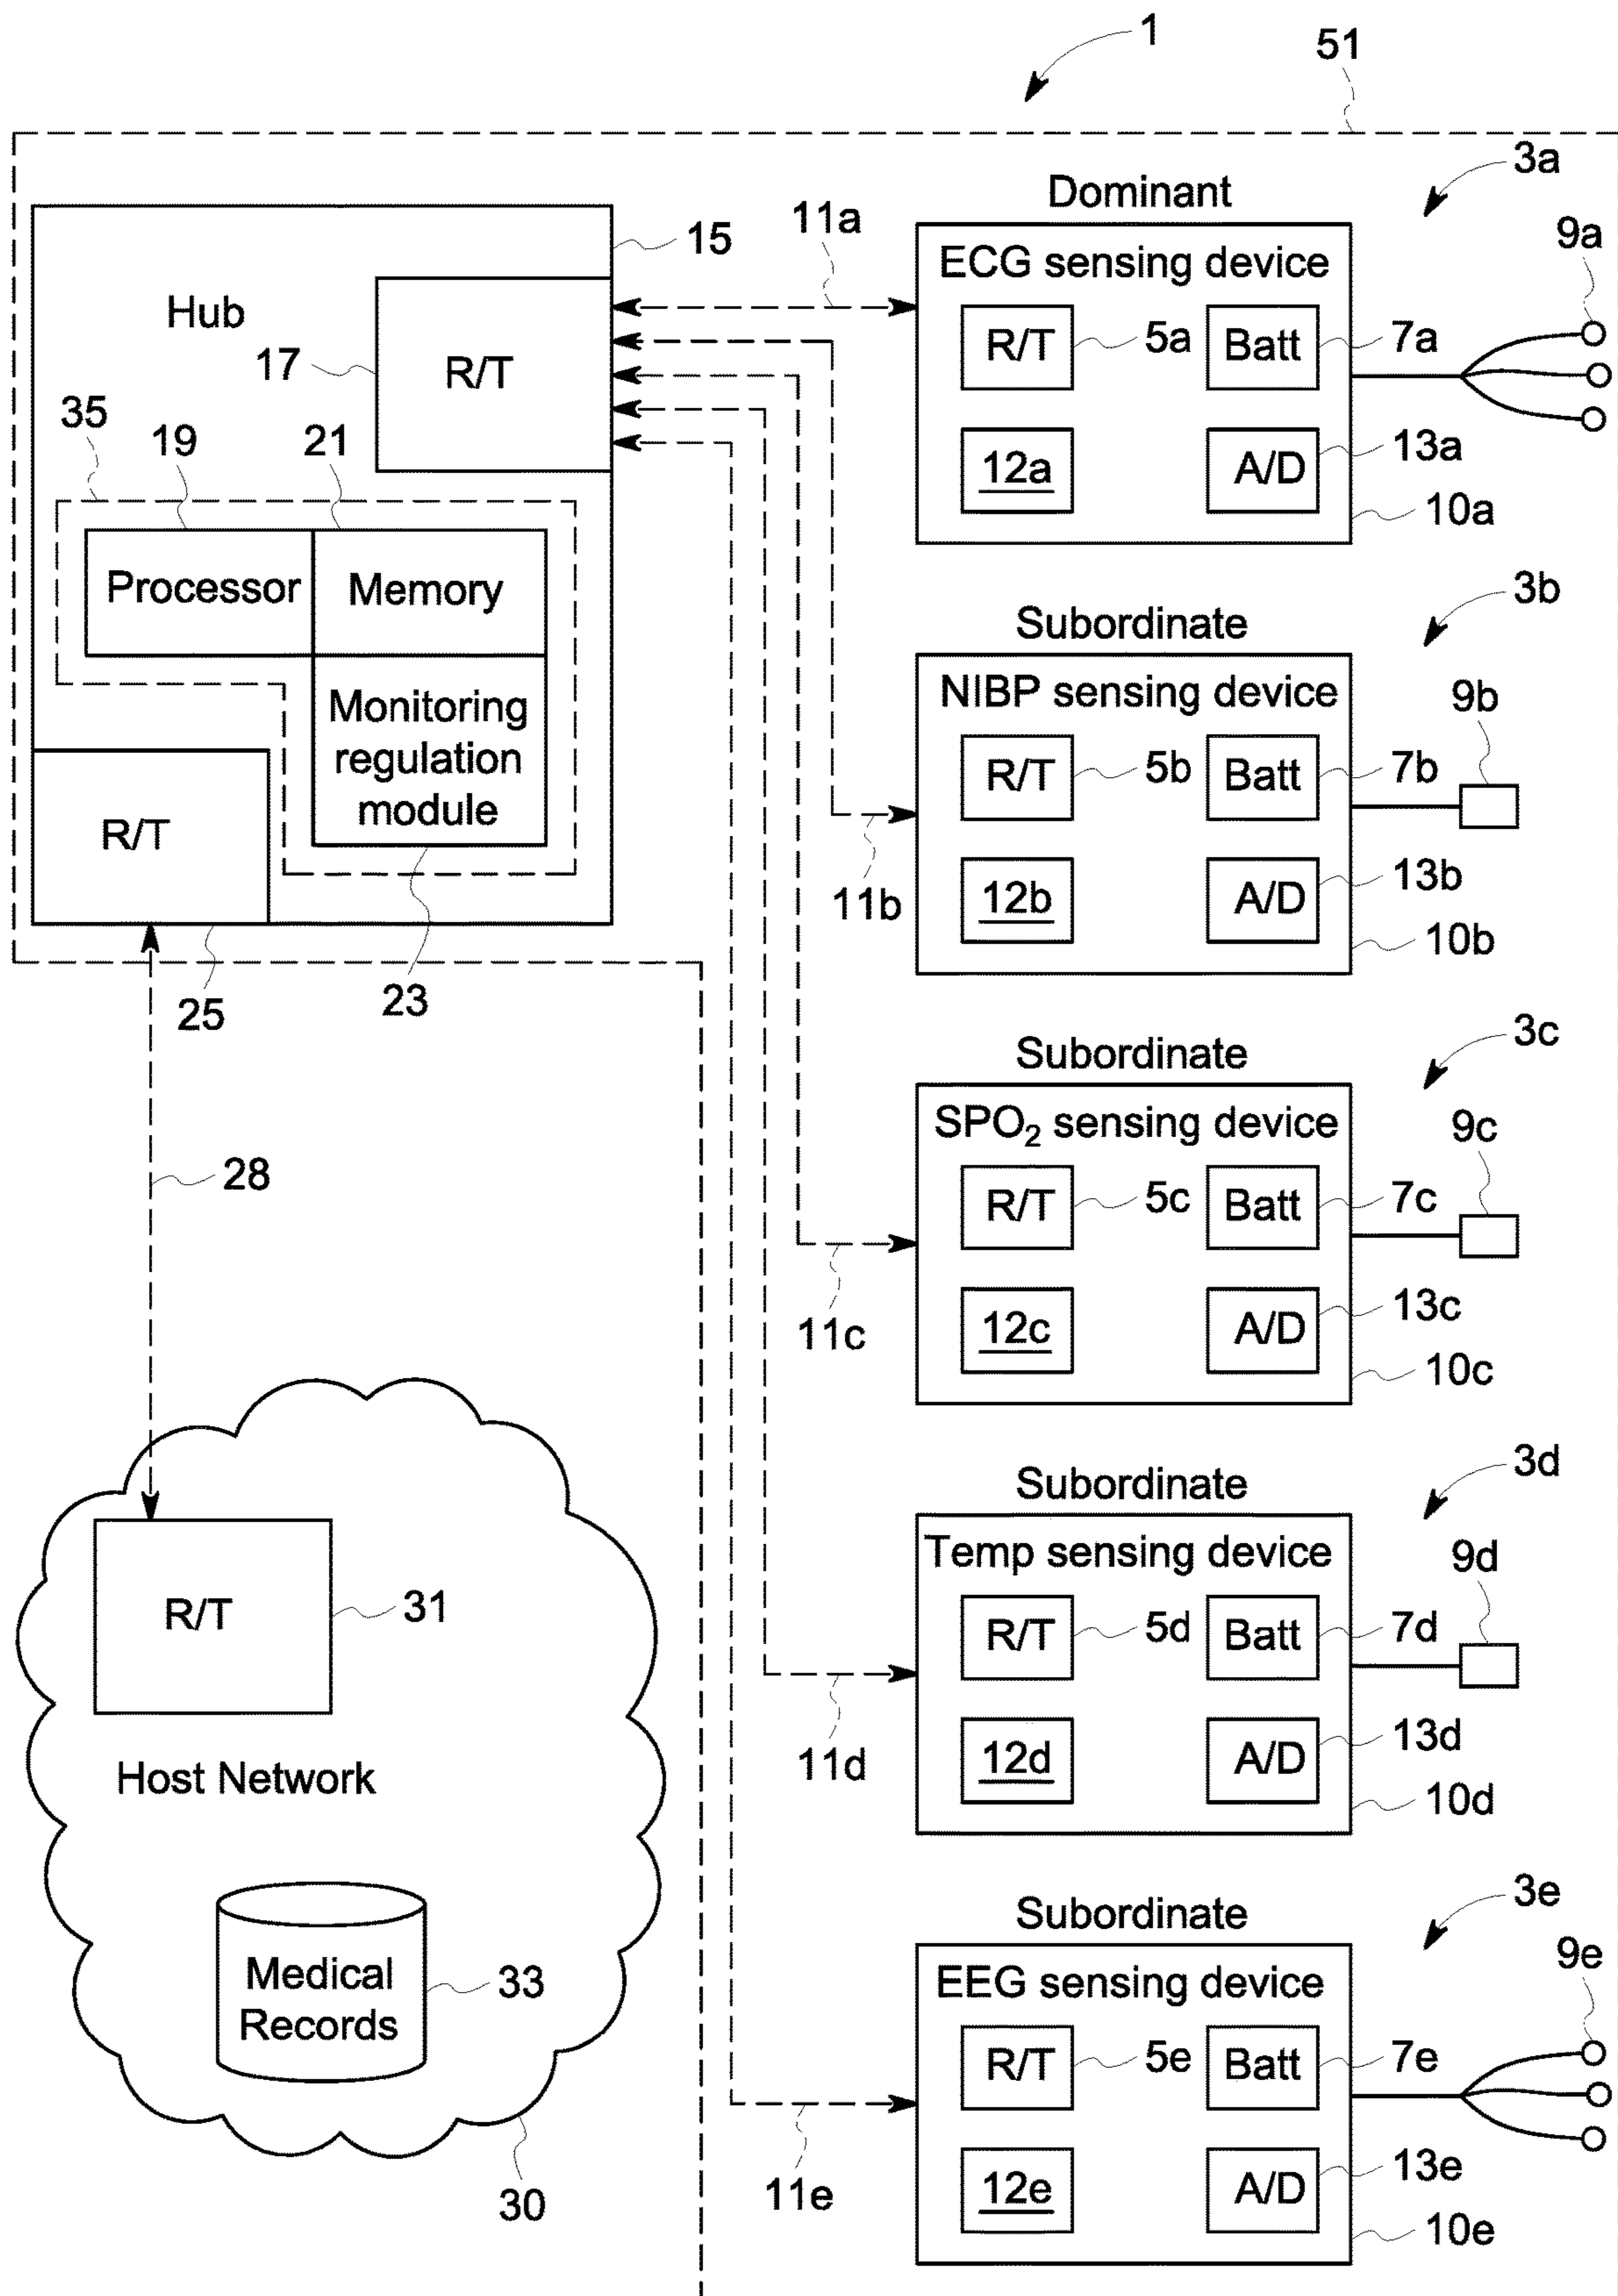 1
51
3a
Dominant
15
11a
9a
ECG sensing device
Hub
R/T
5a
Batt
7a
17
R/T
35
19
21
12a
A/D
13a
10a
Processor
Memory
3b
Subordinate
NIBP sensing device
9b
Monitoring
regulation
module
R/T
5b
Batt
7b
R/T
12b
A/D
13b
11b
10b
25
23
3c
Subordinate
SPO₂ sensing device
9c
28
R/T
5c
Batt
7c
12c
A/D
13c
11c
10c
3d
Subordinate
Temp sensing device
9d
R/T
31
R/T
5d
Batt
7d
Host Network
12d
A/D
13d
11d
10d
3e
Subordinate
EEG sensing device
9e
Medical
Records
33
R/T
5e
Batt
7e
12e
A/D
13e
11e
10e
30